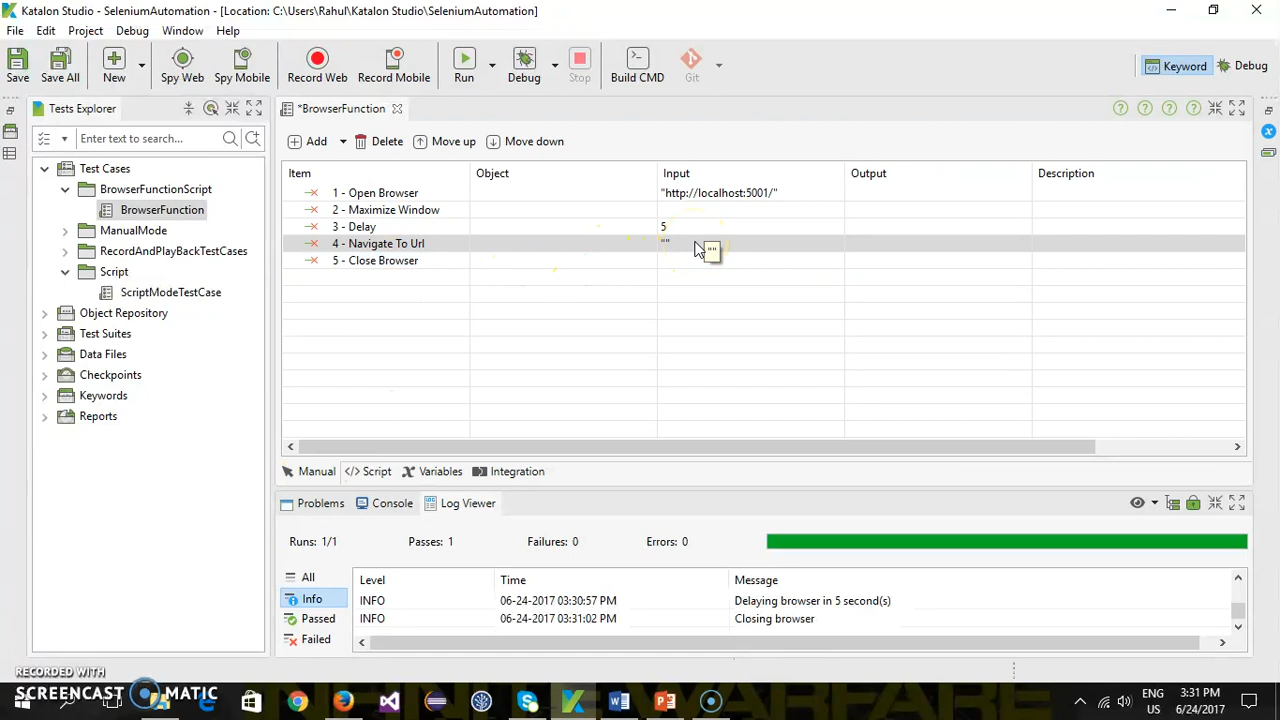 Katalon Studio - SeleniumAutomation - [Location: C:\Users\Rahul\Katalon Studio\SeleniumAutomation]
File Edit Project Debug Window Help
Save Save All New Spy Web Spy Mobile Record Web Record Mobile Run Debug Stop Build CMD Git Keyword Debug
Tests Explorer
*BrowserFunction
Enter text to search...
Add Delete Move up Move down
Test Cases
BrowserFunctionScript
BrowserFunction
ManualMode
RecordAndPlayBackTestCases
Script
ScriptModeTestCase
Object Repository
Test Suites
Data Files
Checkpoints
Keywords
Reports
Item Object Input Output Description
1 - Open Browser "http://localhost:5001/"
2 - Maximize Window
3 - Delay 5
4 - Navigate To Url "" ""
5 - Close Browser
Manual </> Script Variables Integration
Problems Console Log Viewer
Runs: 1/1 Passes: 1 Failures: 0 Errors: 0
All
Info
Passed
Failed
Level Time Message
INFO 06-24-2017 03:30:57 PM Delaying browser in 5 second(s)
INFO 06-24-2017 03:31:02 PM Closing browser
RECORDED WITH
SCREENCAST MATIC
ENG 3:31 PM
US 6/24/2017